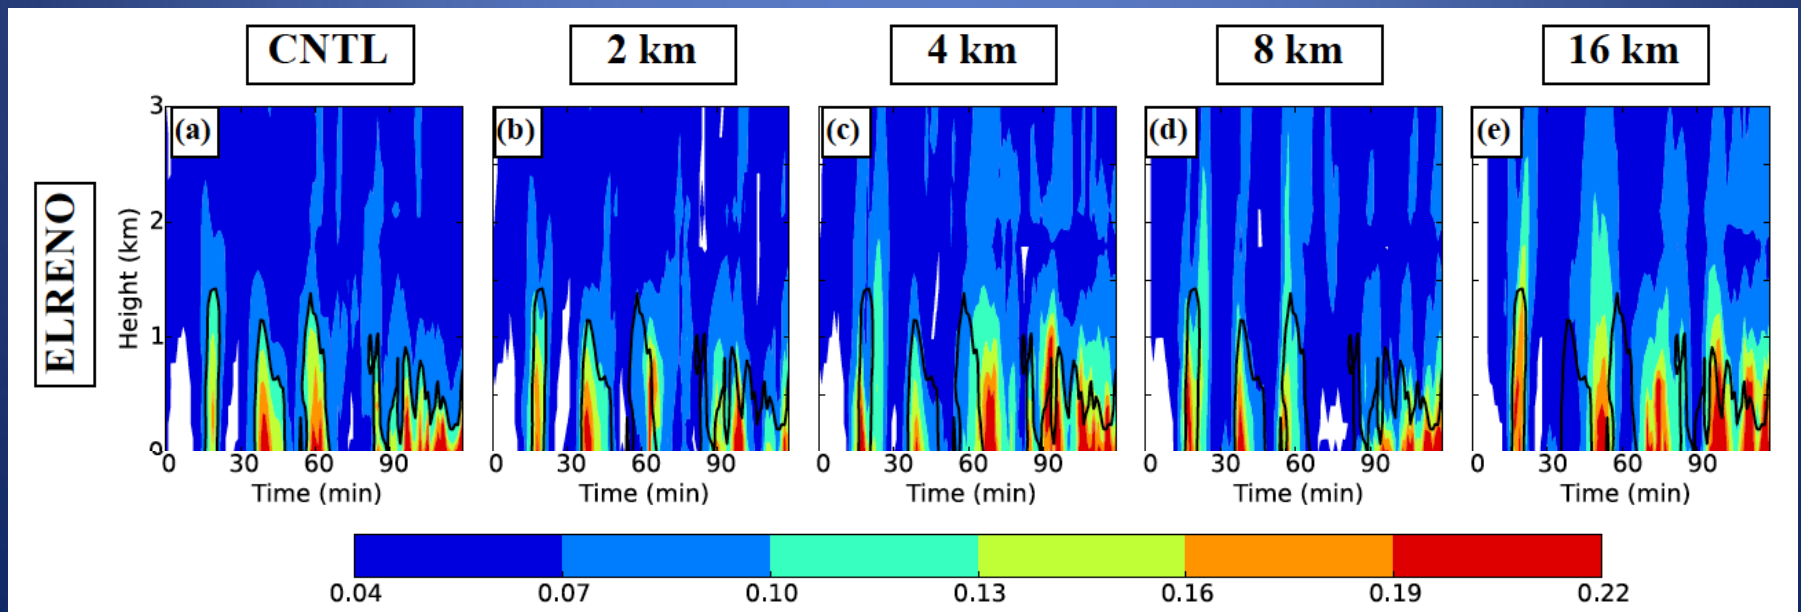 CNTL
2 km
4 km
8 km
16 km
ELRENO
Height (km)
3
2
1
0
(a)
(b)
(c)
(d)
(e)
0 30 60 90
0 30 60 90
0 30 60 90
0 30 60 90
0 30 60 90
Time (min)
Time (min)
Time (min)
Time (min)
Time (min)
0.04 0.07 0.10 0.13 0.16 0.19 0.22